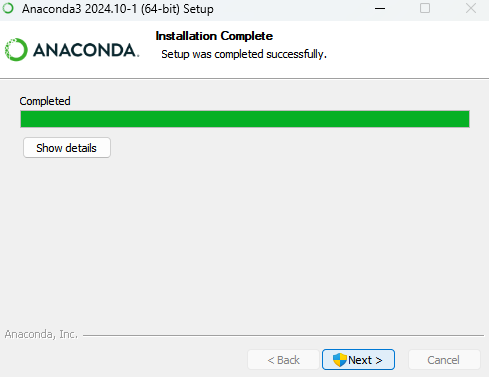 Anaconda3 2024.10-1 (64-bit) Setup
ANACONDA.
Installation Complete
Setup was completed successfully.
Completed
Show details
Anaconda, Inc.
< Back
Next >
Cancel